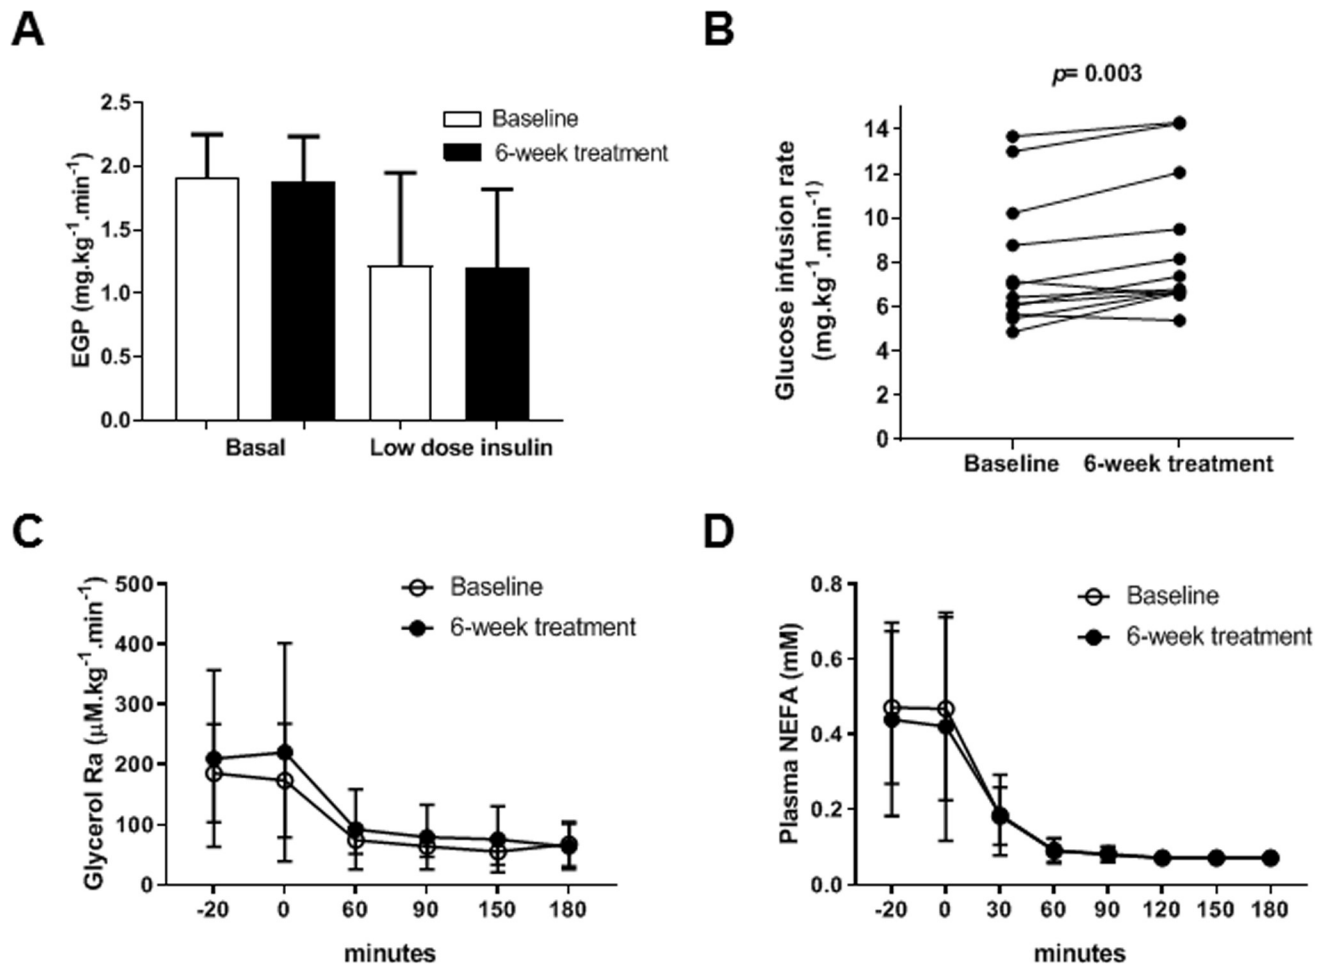 A
EGP (mg.kg-1.min-1)
2.5
2.0
1.5
1.0
0.5
0.0
Baseline
6-week treatment
Basal
Low dose insulin
B
p= 0.003
Glucose infusion rate
(mg.kg-1.min-1)
14
12
10
8
6
4
2
0
Baseline
6-week treatment
C
Glycerol Ra (μM.kg-1.min-1)
500
400
300
200
100
0
Baseline
6-week treatment
-20 0 60 90 150 180
minutes
D
Plasma NEFA (mM)
0.8
0.6
0.4
0.2
0.0
Baseline
6-week treatment
-20 0 30 60 90 120 150 180
minutes